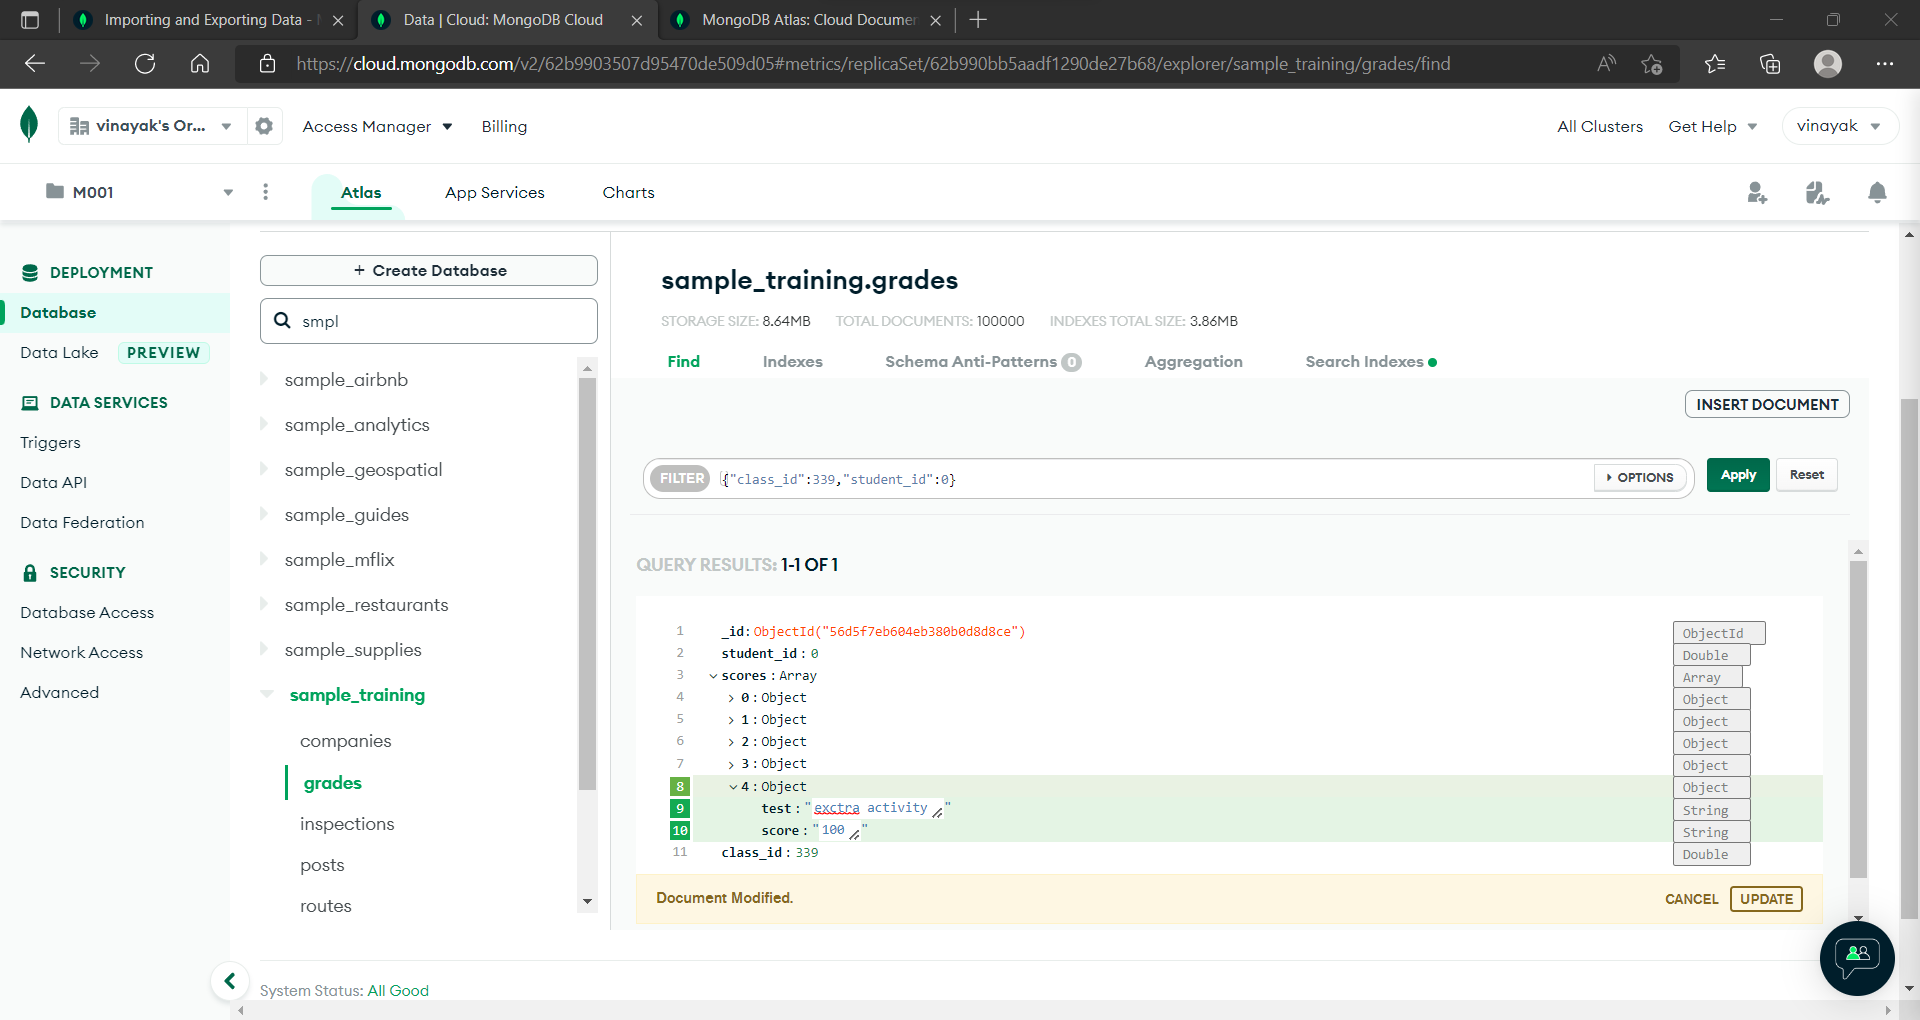 Importing and Exporting Data -
Data | Cloud: MongoDB Cloud
MongoDB Atlas: Cloud Documen
https://cloud.mongodb.com/v2/62b9903507d95470de509d05#metrics/replicaSet/62b990bb5aadf1290de27b68/explorer/sample_training/grades/find
vinayak's Or...
Access Manager
Billing
All Clusters
Get Help
vinayak
M001
Atlas
App Services
Charts
DEPLOYMENT
Database
Data Lake PREVIEW
DATA SERVICES
Triggers
Data API
Data Federation
SECURITY
Database Access
Network Access
Advanced
+ Create Database
smpl
sample_airbnb
sample_analytics
sample_geospatial
sample_guides
sample_mflix
sample_restaurants
sample_supplies
sample_training
companies
grades
inspections
posts
routes
sample_training.grades
STORAGE SIZE: 8.64MB TOTAL DOCUMENTS: 100000 INDEXES TOTAL SIZE: 3.86MB
Find Indexes Schema Anti-Patterns 0 Aggregation Search Indexes
INSERT DOCUMENT
FILTER {"class_id":339,"student_id":0} OPTIONS Apply Reset
QUERY RESULTS: 1-1 OF 1
1 _id: ObjectId("56d5f7eb604eb380b0d8d8ce") ObjectId
2 student_id : 0 Double
3 scores : Array Array
4 0 : Object Object
5 1 : Object Object
6 2 : Object Object
7 3 : Object Object
8 4 : Object Object
9 test : "exctra activity" String
10 score : "100" String
11 class_id : 339 Double
Document Modified. CANCEL UPDATE
System Status: All Good